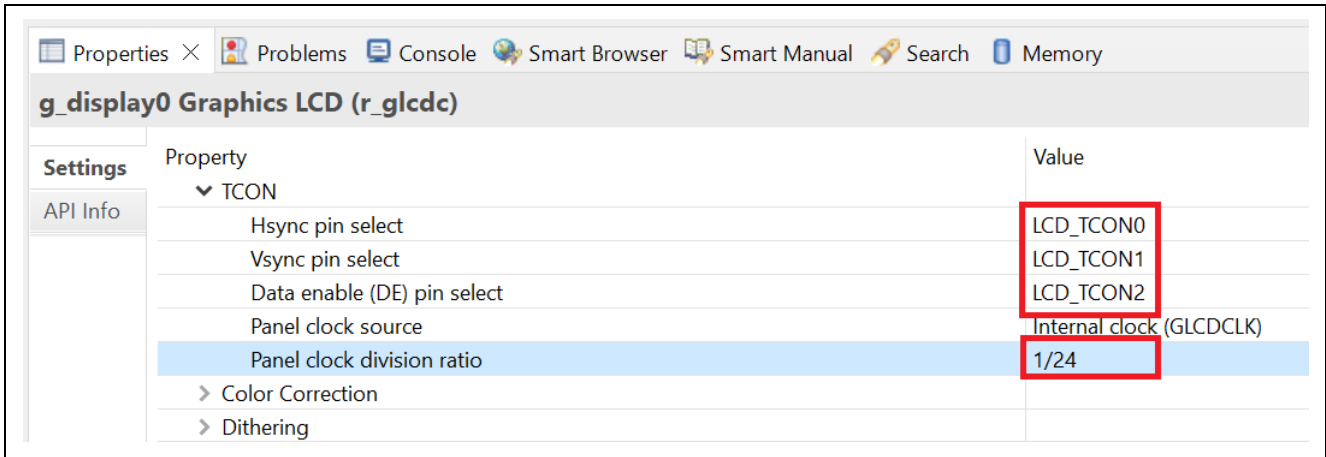 Properties Problems Console Smart Browser Smart Manual Search Memory
g_display0 Graphics LCD (r_glcdc)
Settings
API Info
Property Value
TCON
Hsync pin select LCD_TCON0
Vsync pin select LCD_TCON1
Data enable (DE) pin select LCD_TCON2
Panel clock source Internal clock (GLCDCLK)
Panel clock division ratio 1/24
Color Correction
Dithering